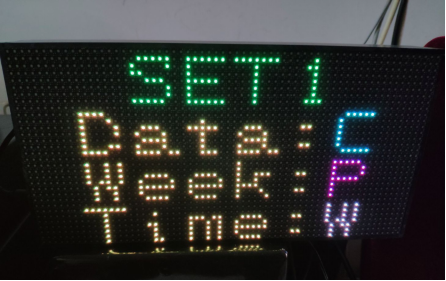 SET1
Data:C
Week:P
Time:W